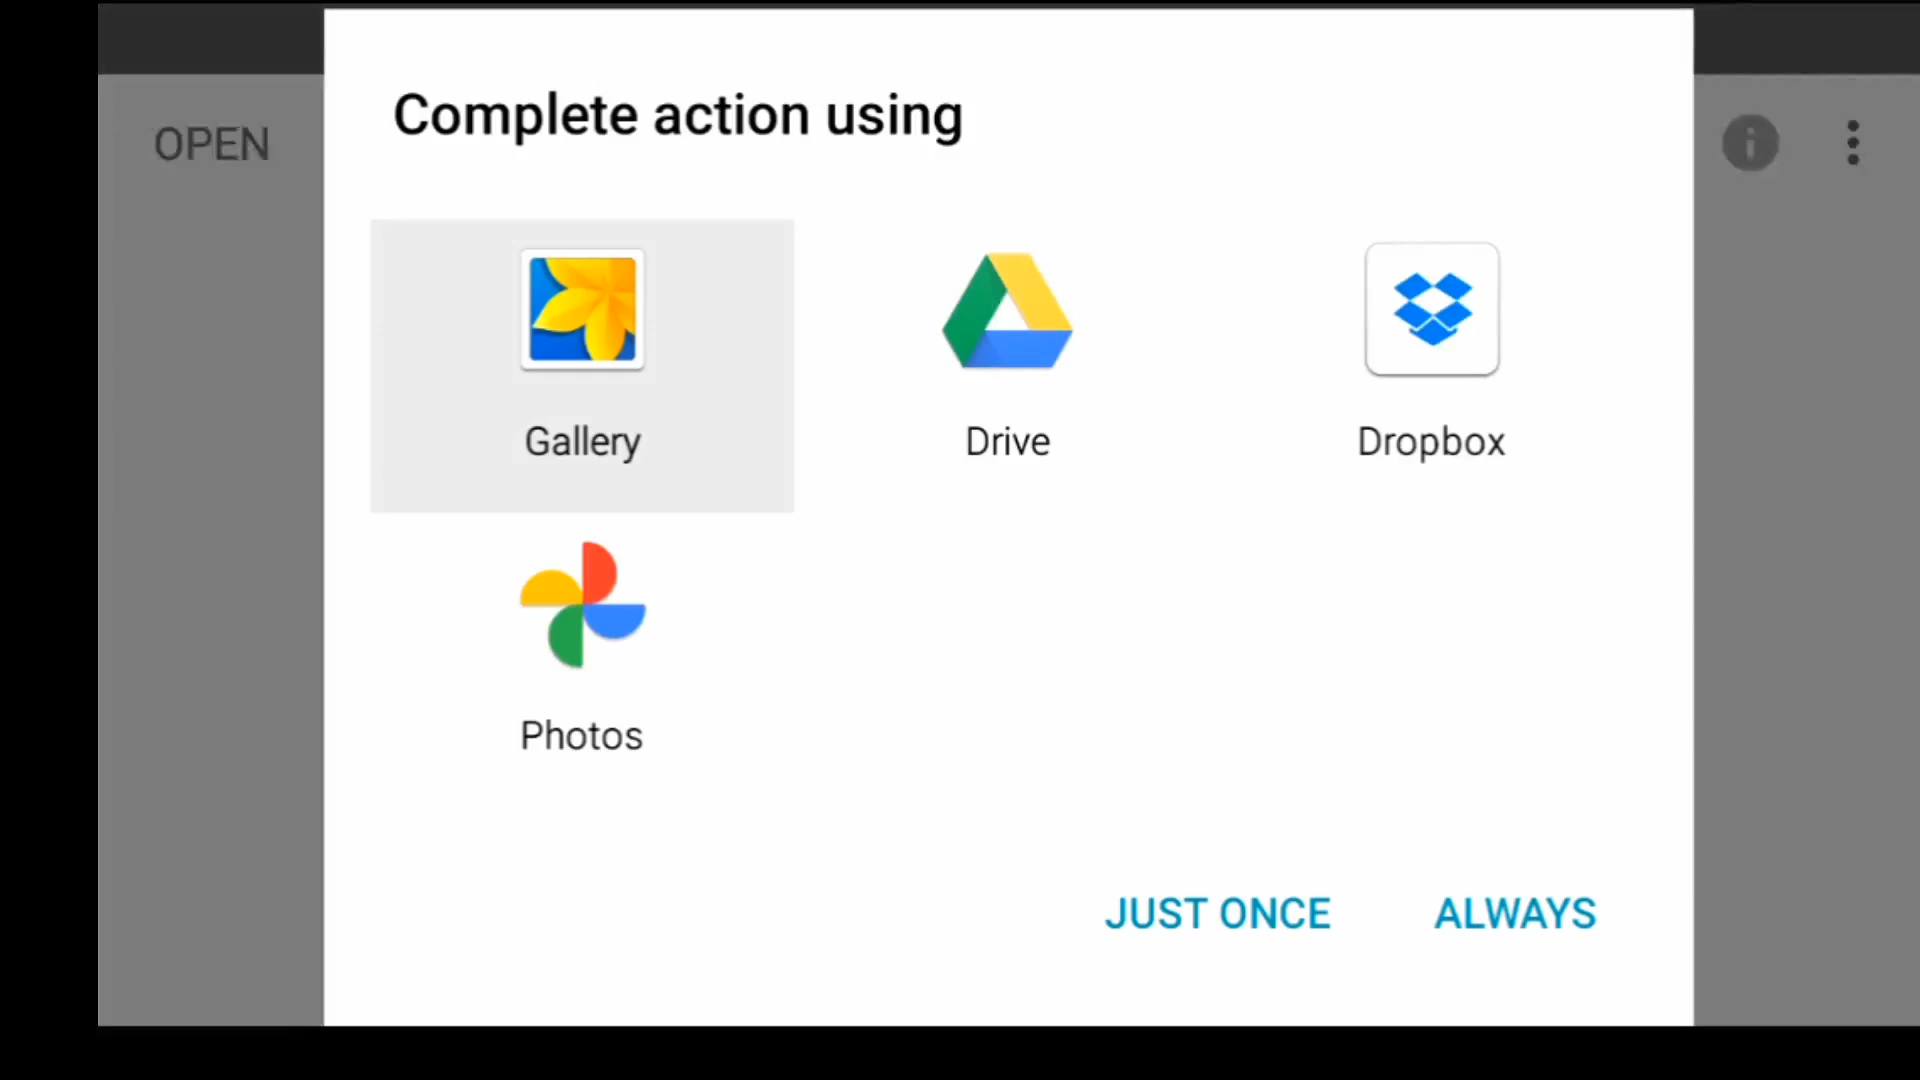 Complete action using
OPEN
Gallery
Drive
Dropbox
Photos
JUST ONCE
ALWAYS